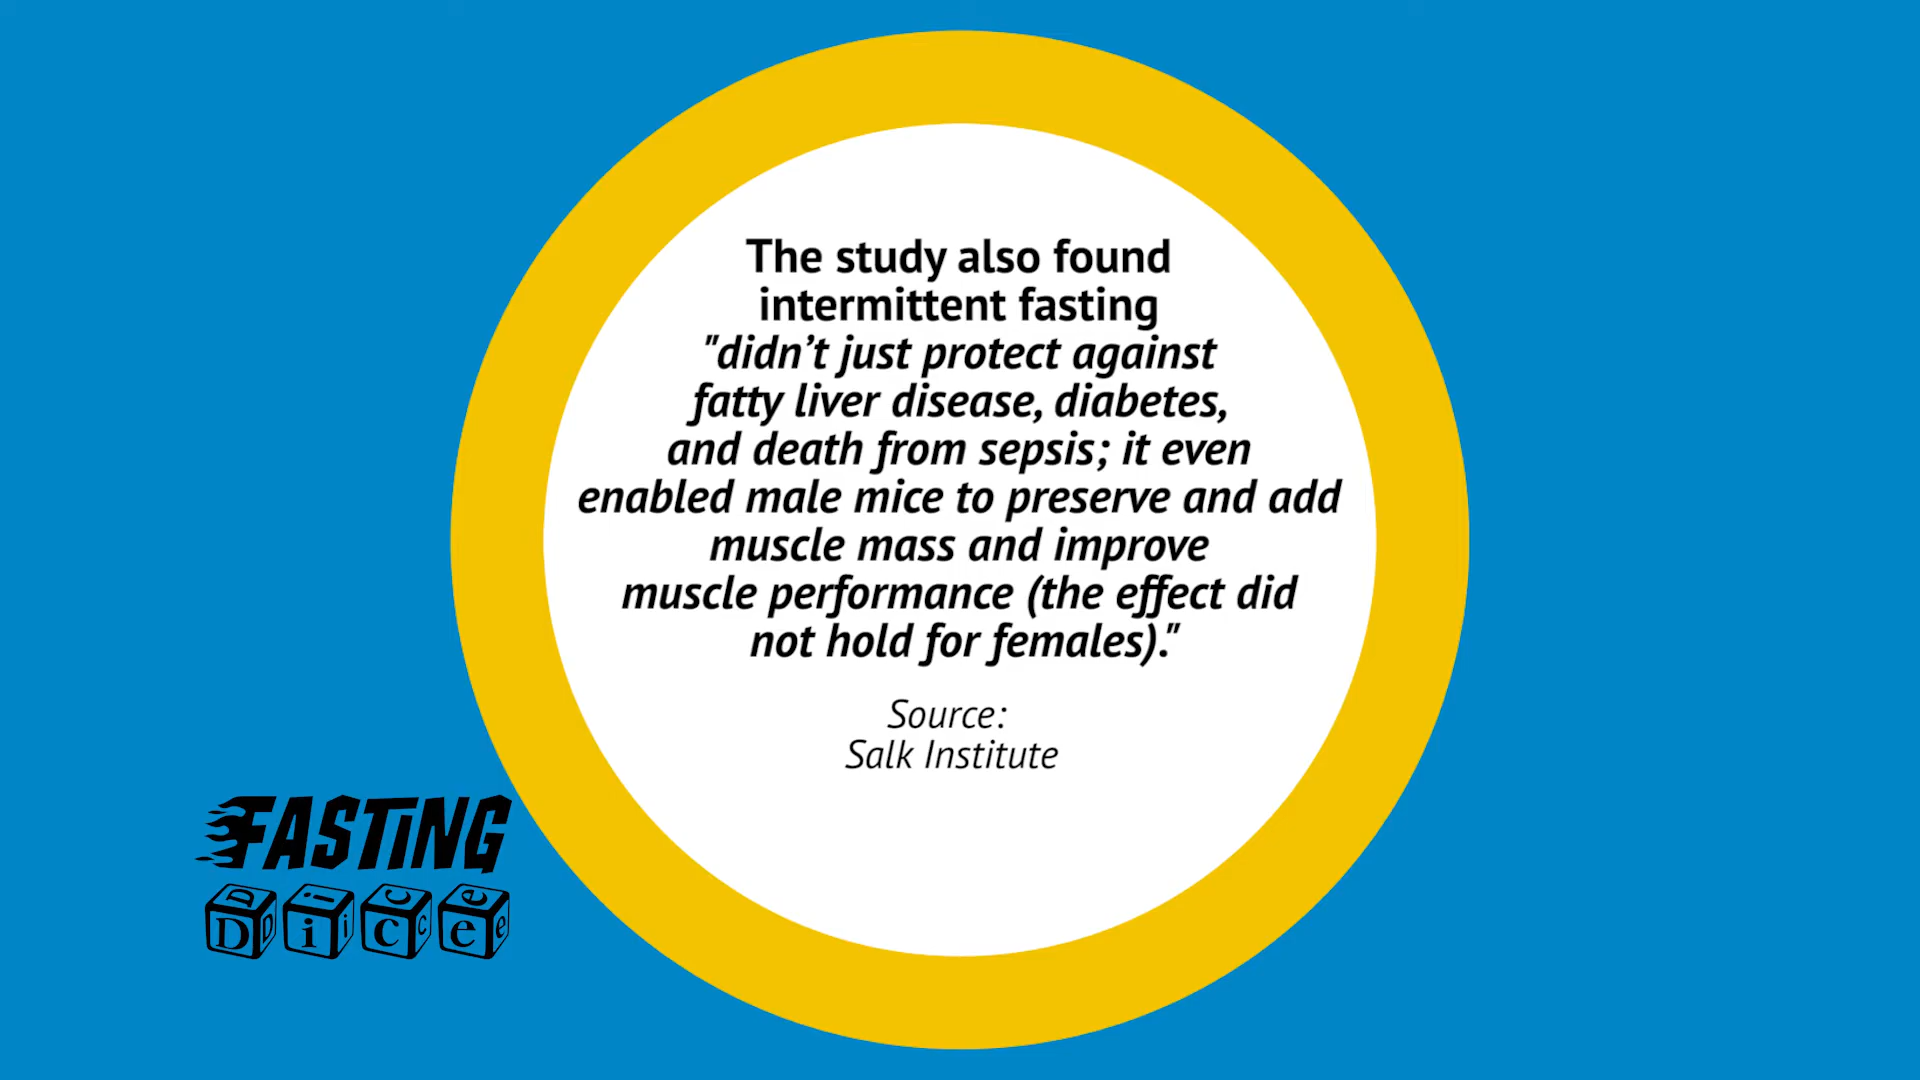 The study also found
intermittent fasting
"didn’t just protect against
fatty liver disease, diabetes,
and death from sepsis; it even
enabled male mice to preserve and add
muscle mass and improve
muscle performance (the effect did
not hold for females)."
Source:
Salk Institute
FASTiNG
D D D i i i c c c e e e